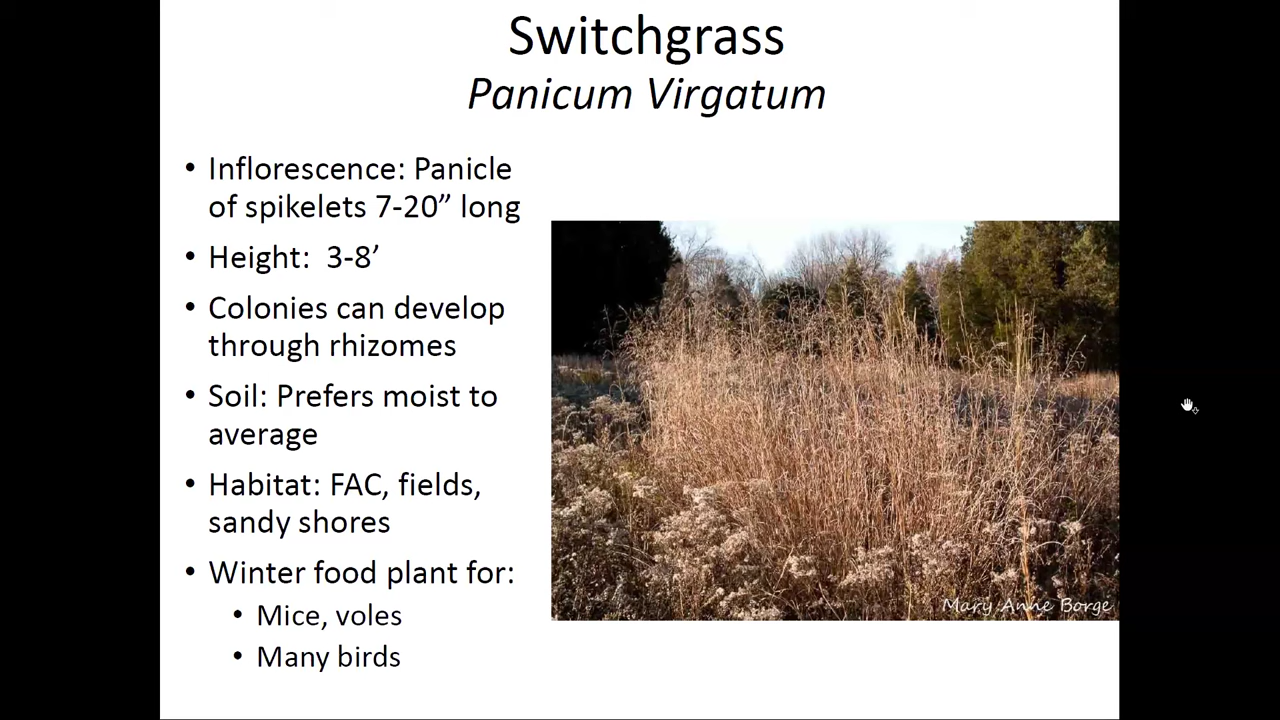 Switchgrass
Panicum Virgatum
• Inflorescence: Panicle
of spikelets 7-20” long
• Height:  3-8’
• Colonies can develop
through rhizomes
• Soil: Prefers moist to
average
• Habitat: FAC, fields,
sandy shores
• Winter food plant for:
• Mice, voles
• Many birds
Mary Anne Borge